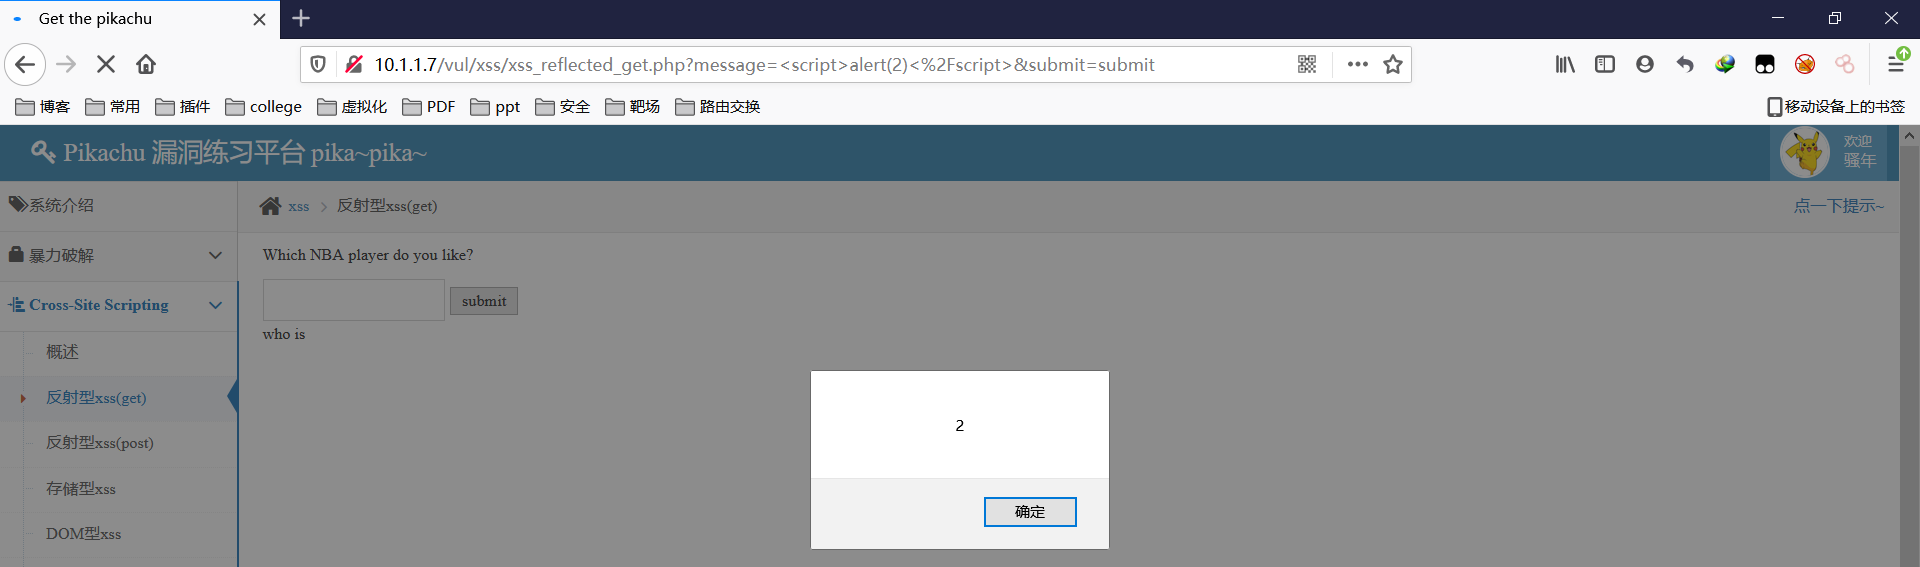 Get the pikachu
10.1.1.7/vul/xss/xss_reflected_get.php?message=<script>alert(2)<%2Fscript>&submit=submit
博客 常用 插件 college 虚拟化 PDF ppt 安全 靶场 路由交换 移动设备上的书签
Pikachu 漏洞练习平台 pika~pika~
欢迎
骚年
系统介绍
xss 反射型xss(get) 点一下提示~
Which NBA player do you like?
暴力破解
submit
Cross-Site Scripting
who is
概述
反射型xss(get)
2
反射型xss(post)
存储型xss
确定
DOM型xss